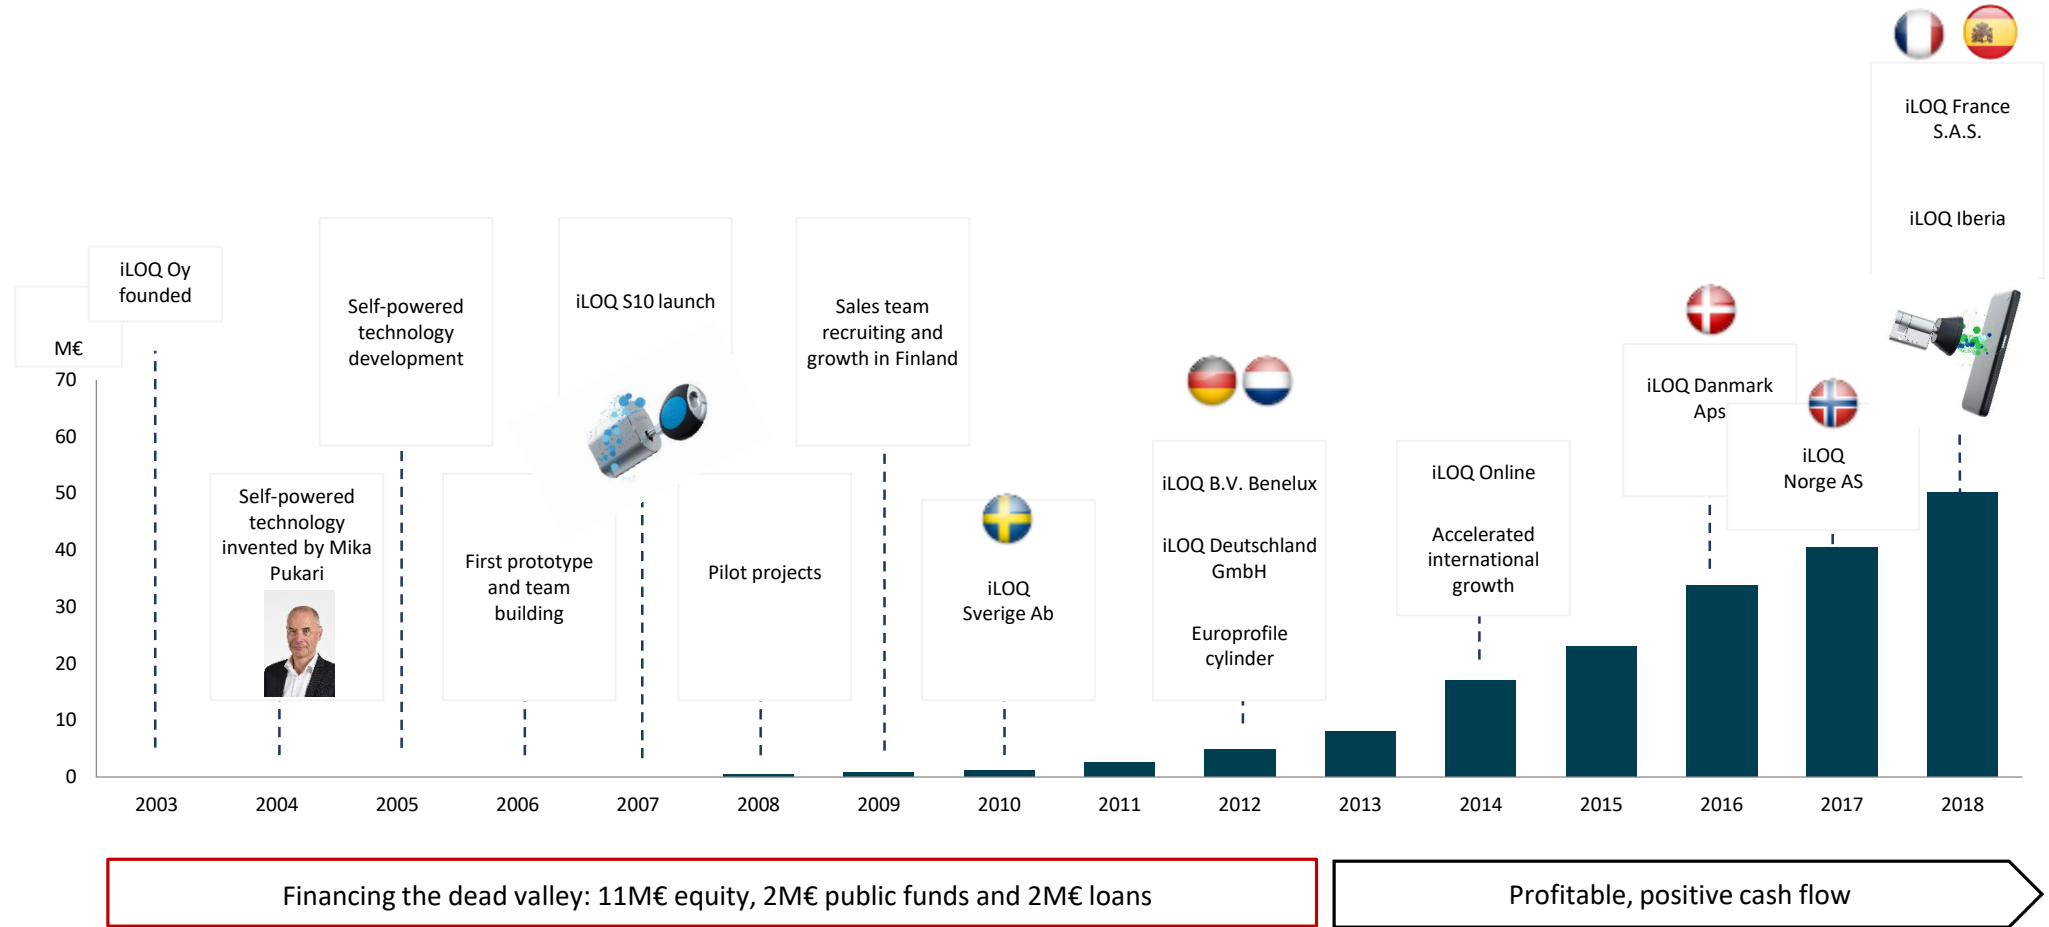 iLOQ Oy
founded
Self-powered
technology
invented by Mika
Pukari
Self-powered
technology
development
First prototype
and team
building
iLOQ S10 launch
Pilot projects
Sales team
recruiting and
growth in Finland
iLOQ
Sverige Ab
iLOQ B.V. Benelux
iLOQ Deutschland
GmbH
Europrofile
cylinder
iLOQ Online
Accelerated
international
growth
iLOQ Danmark
Aps
iLOQ
Norge AS
iLOQ France
S.A.S.
iLOQ Iberia
M€
70
60
50
40
30
20
10
0
2003 2004 2005 2006 2007 2008 2009 2010 2011 2012 2013 2014 2015 2016 2017 2018
Financing the dead valley: 11M€ equity, 2M€ public funds and 2M€ loans
Profitable, positive cash flow